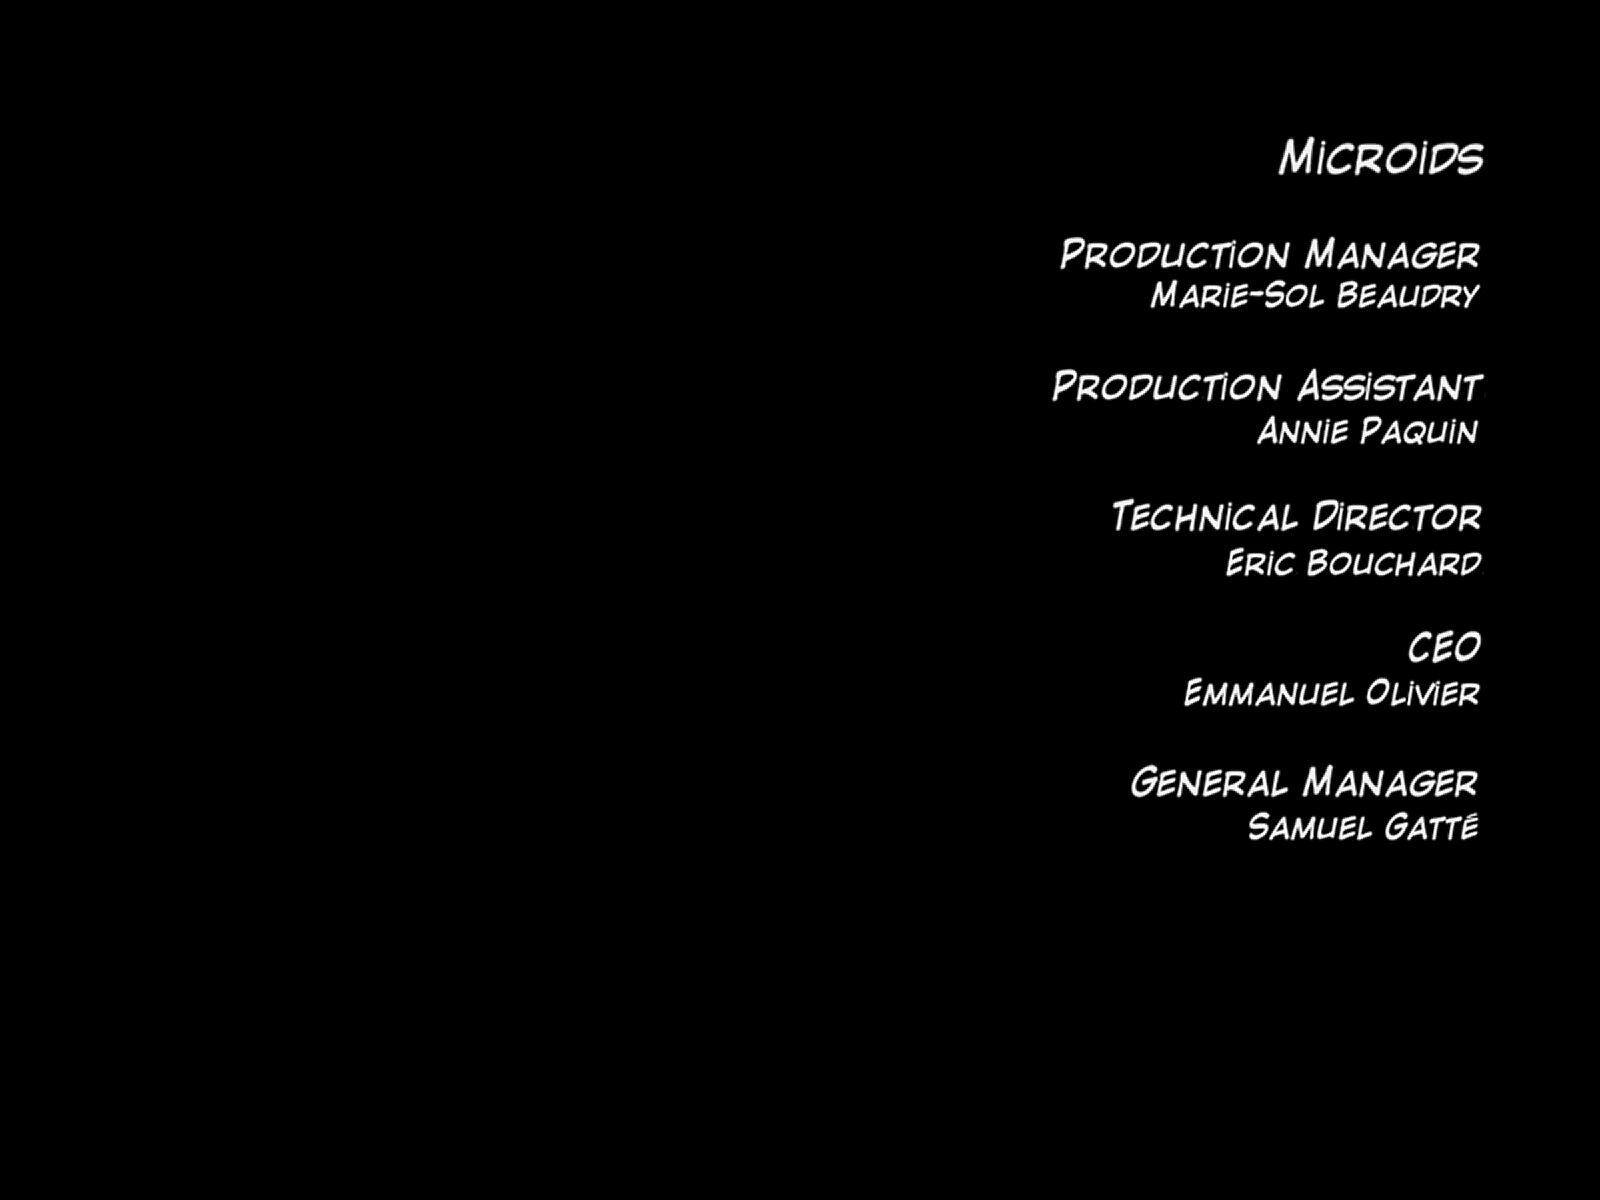 Microids
Production Manager
Marie-Sol Beaudry
Production Assistant
Annie Paquin
Technical Director
Eric Bouchard
CEO
Emmanuel Olivier
General Manager
Samuel Gatté